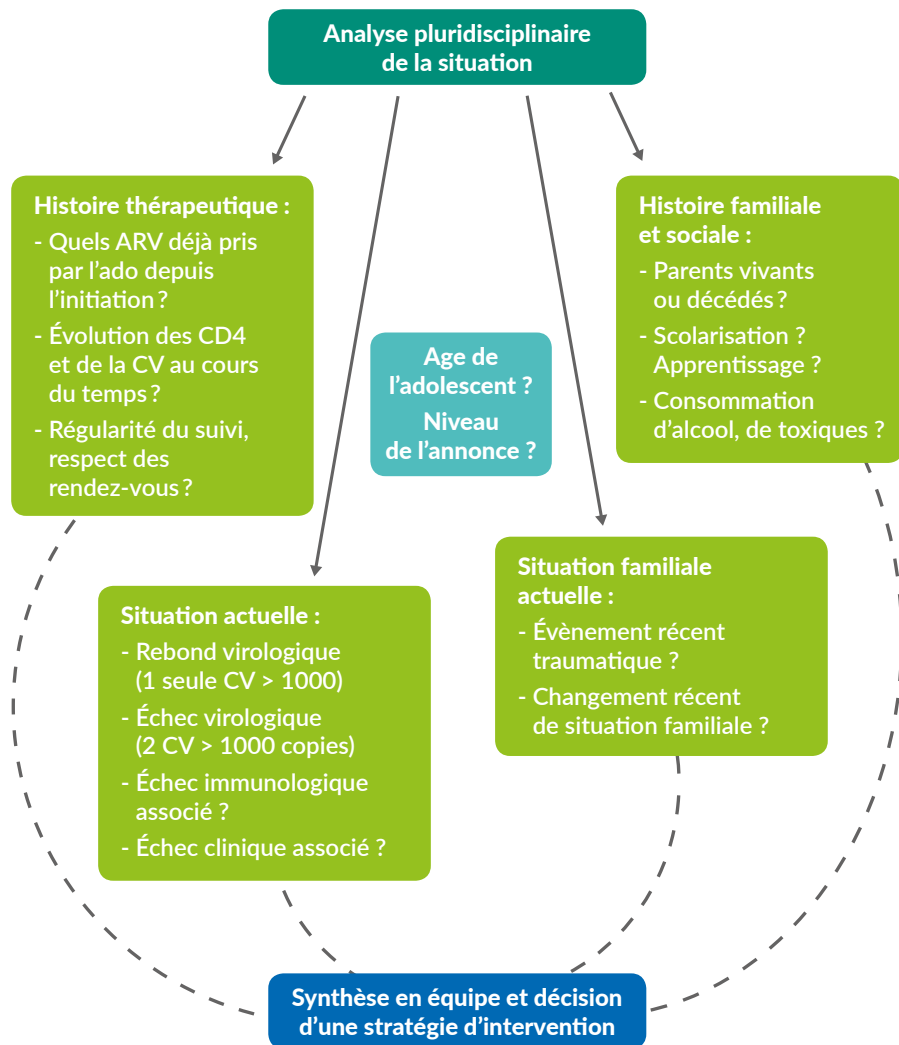 Analyse pluridisciplinaire
de la situation
Histoire thérapeutique :
- Quels ARV déjà pris
par l’ado depuis
l’initiation ?
- Évolution des CD4
et de la CV au cours
du temps ?
- Régularité du suivi,
respect des
rendez-vous ?
Age de
l’adolescent ?
Niveau
de l’annonce ?
Histoire familiale
et sociale :
- Parents vivants
ou décédés ?
- Scolarisation ?
Apprentissage ?
- Consommation
d’alcool, de toxiques ?
Situation actuelle :
- Rebond virologique
(1 seule CV > 1000)
- Échec virologique
(2 CV > 1000 copies)
- Échec immunologique
associé ?
- Échec clinique associé ?
Situation familiale
actuelle :
- Évènement récent
traumatique ?
- Changement récent
de situation familiale ?
Synthèse en équipe et décision
d’une stratégie d’intervention